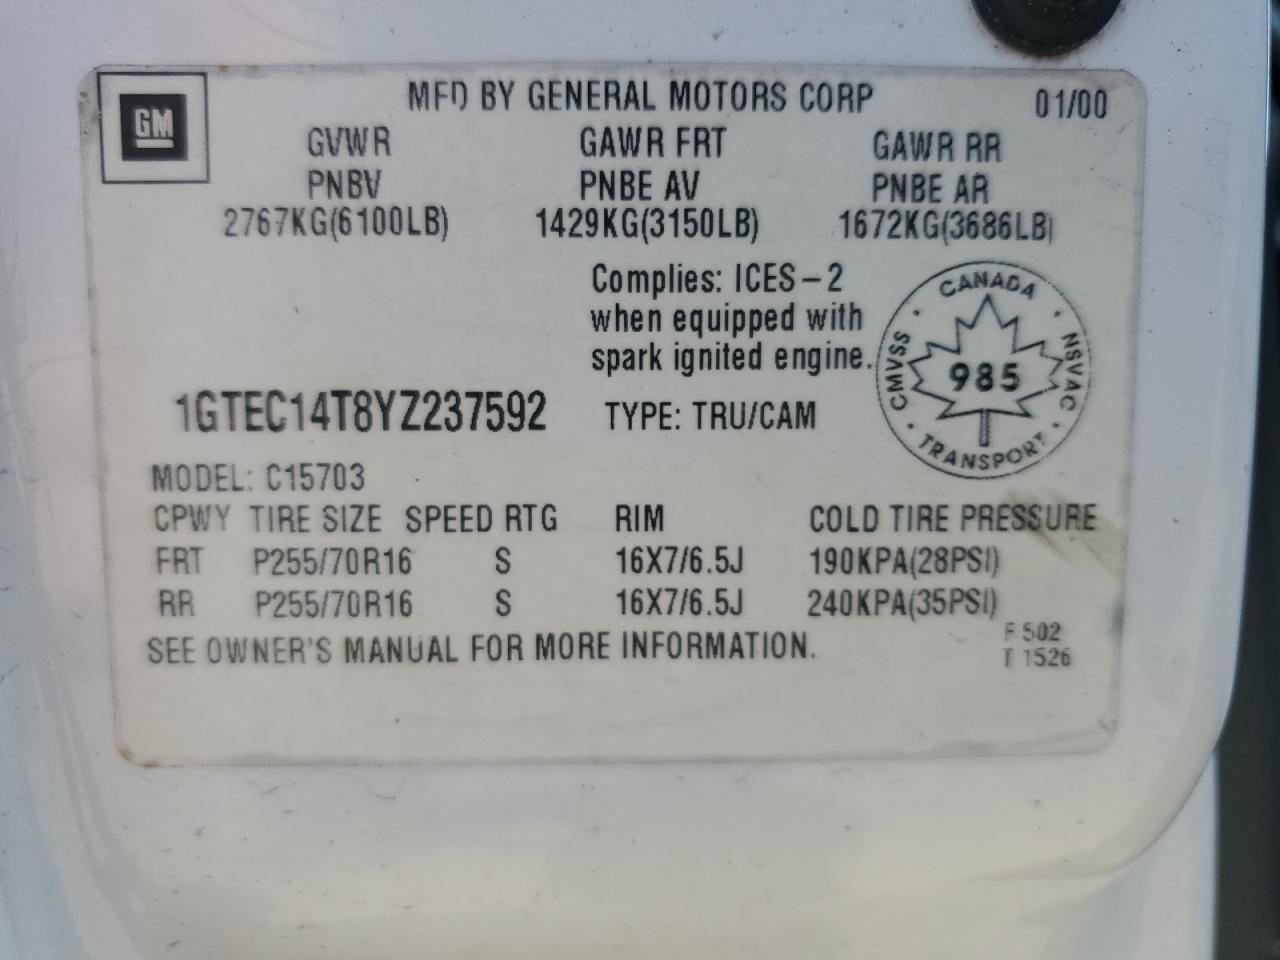 GM
MFD BY GENERAL MOTORS CORP 01/00
GVWR GAWR FRT GAWR RR
PNBV PNBE AV PNBE AR
2767KG(6100LB) 1429KG(3150LB) 1672KG(3686LB)
Complies: ICES-2
when equipped with
spark ignited engine.
CANADA
CMVSS 985 NSVAC
TRANSPORT
1GTEC14T8YZ237592 TYPE: TRU/CAM
MODEL: C15703
CPWY TIRE SIZE SPEED RTG RIM COLD TIRE PRESSURE
FRT P255/70R16 S 16X7/6.5J 190KPA(28PSI)
RR P255/70R16 S 16X7/6.5J 240KPA(35PSI)
SEE OWNER'S MANUAL FOR MORE INFORMATION.
F 502
T 1526